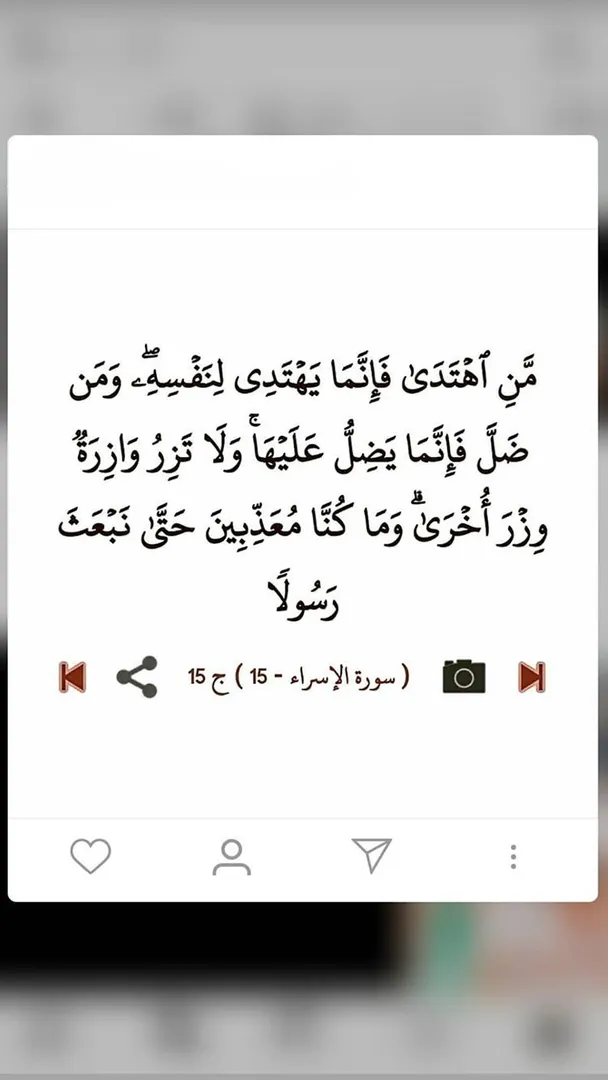 مَّنِ ٱهۡتَدَىٰ فَإِنَّمَا يَهۡتَدِى لِنَفۡسِهِۦۖ وَمَن
ضَلَّ فَإِنَّمَا يَضِلُّ عَلَيۡهَاۚ وَلَا تَزِرُ وَازِرَةٞ
وِزۡرَ أُخۡرَىٰۗ وَمَا كُنَّا مُعَذِّبِينَ حَتَّىٰ نَبۡعَثَ
رَسُولٗا
( سورة الإسراء - 15 ) ج 15